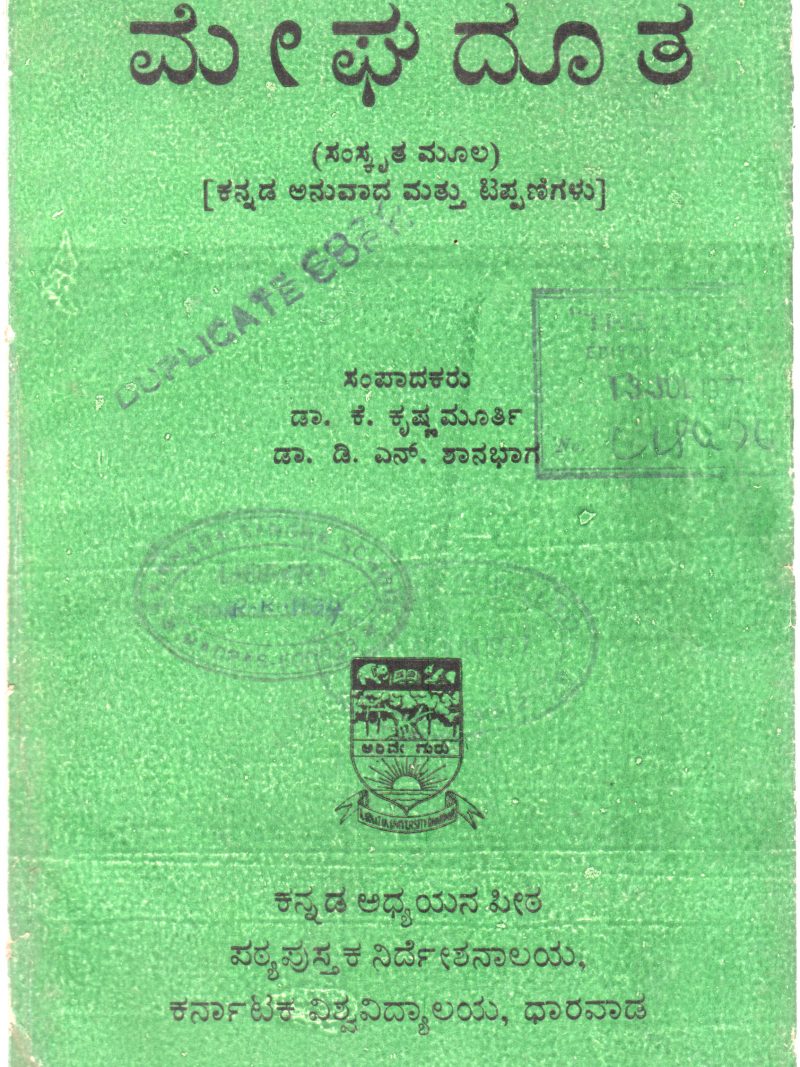 ಮೇಘದೂತ
(ಸಂಸ್ಕೃತ ಮೂಲ)
[ಕನ್ನಡ ಅನುವಾದ ಮತ್ತು ಟಿಪ್ಪಣಿಗಳು]
DUPLICATE
ಸಂಪಾದಕರು
ಡಾ. ಕೆ. ಕೃಷ್ಣಮೂರ್ತಿ
ಡಾ. ಡಿ. ಎನ್. ಶಾನಭಾಗ
No.
ಅರಿವೇ ಗುರು
ಕನ್ನಡ ಅಧ್ಯಯನ ಪೀಠ
ಪಠ್ಯಪುಸ್ತಕ ನಿರ್ದೇಶನಾಲಯ,
ಕರ್ನಾಟಕ ವಿಶ್ವವಿದ್ಯಾಲಯ, ಧಾರವಾಡ